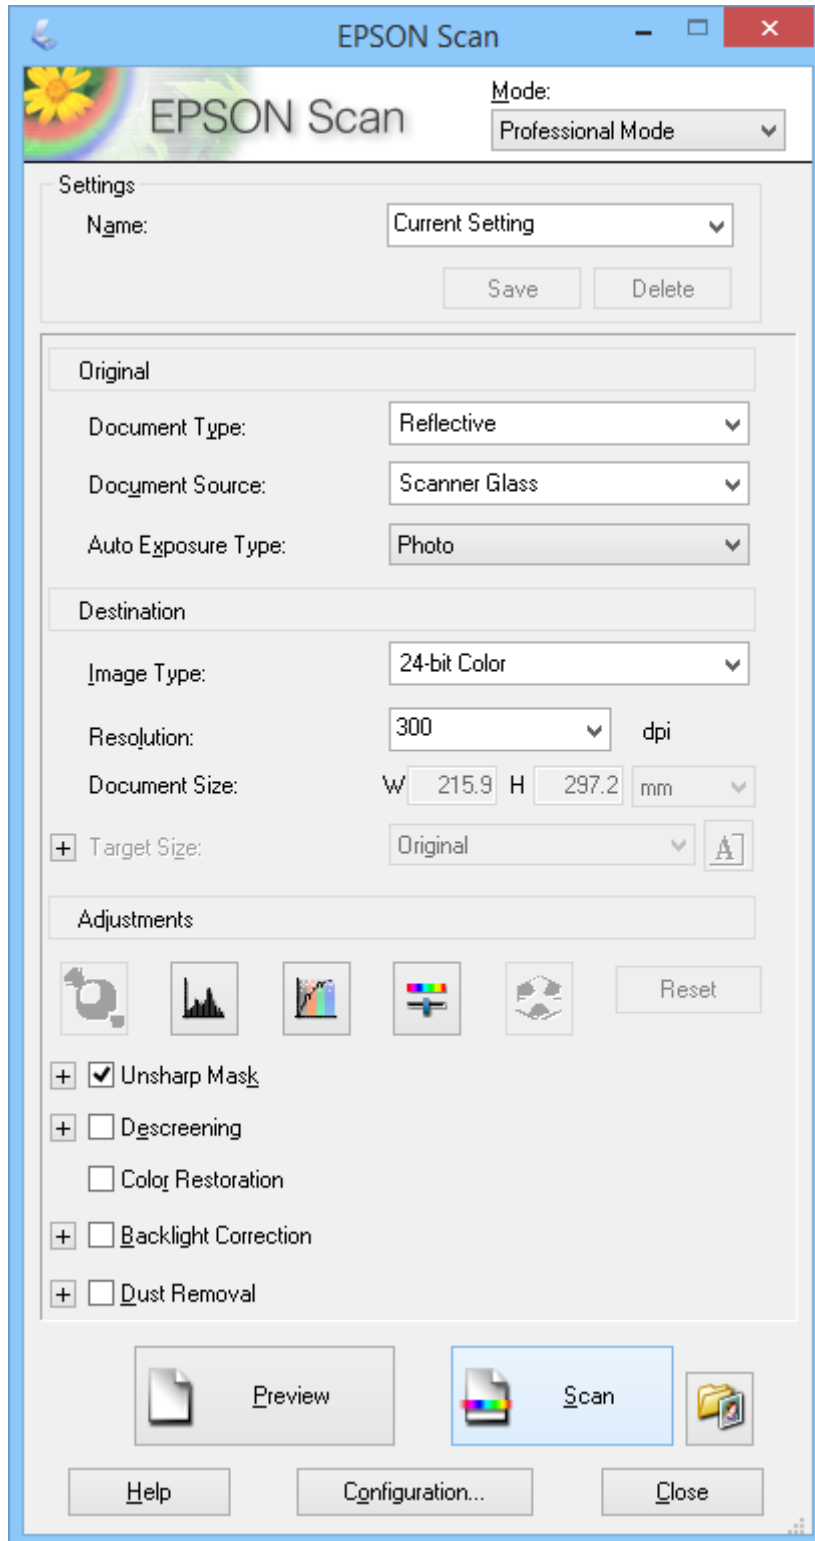 EPSON Scan
EPSON Scan
Mode:
Professional Mode
Settings
Name:
Current Setting
Save Delete
Original
Document Type: Reflective
Document Source: Scanner Glass
Auto Exposure Type: Photo
Destination
Image Type: 24-bit Color
Resolution: 300 dpi
Document Size: W 215.9 H 297.2 mm
+ Target Size: Original A
Adjustments
Reset
+ Unsharp Mask
+ Descreening
Color Restoration
+ Backlight Correction
+ Dust Removal
Preview Scan
Help Configuration... Close